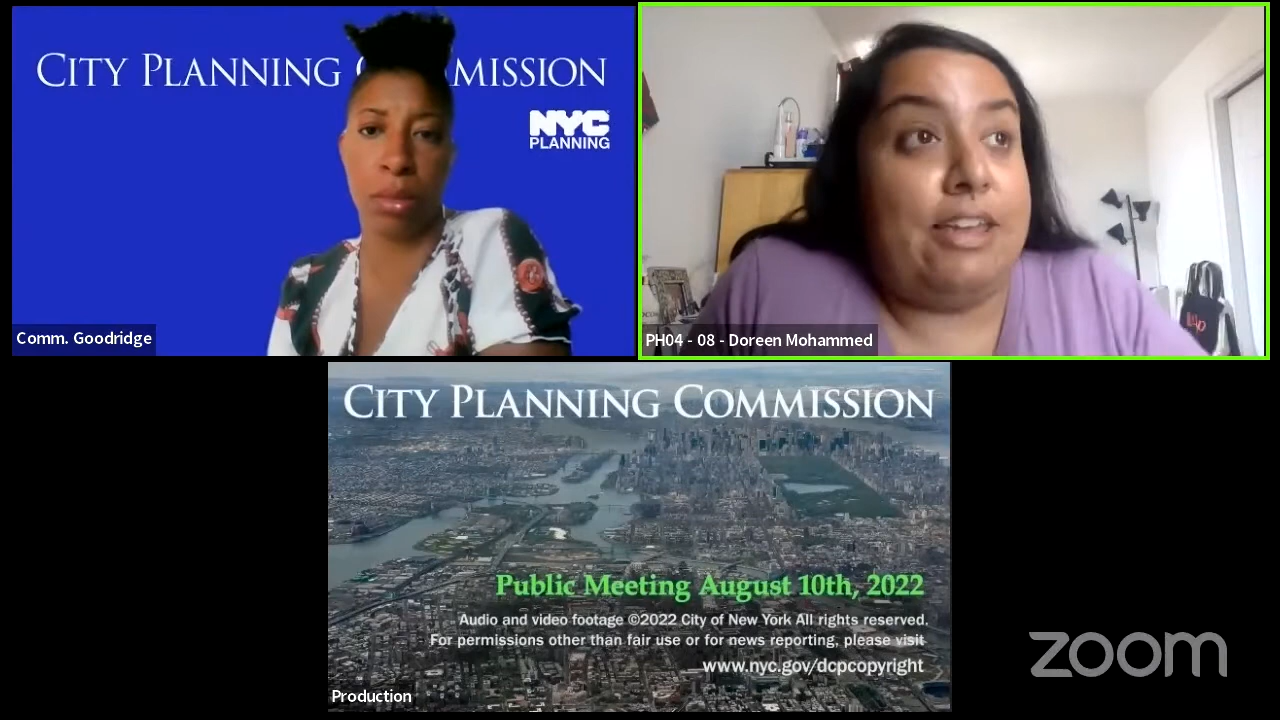 CITY PLANNING C MMISSION
NYC
PLANNING
Comm. Goodridge
PH04 - 08 - Doreen Mohammed
CITY PLANNING COMMISSION
Public Meeting August 10th, 2022
Audio and video footage ©2022 City of New York All rights reserved.
For permissions other than fair use or for news reporting, please visit
www.nyc.gov/dcpcopyright
Production
zoom